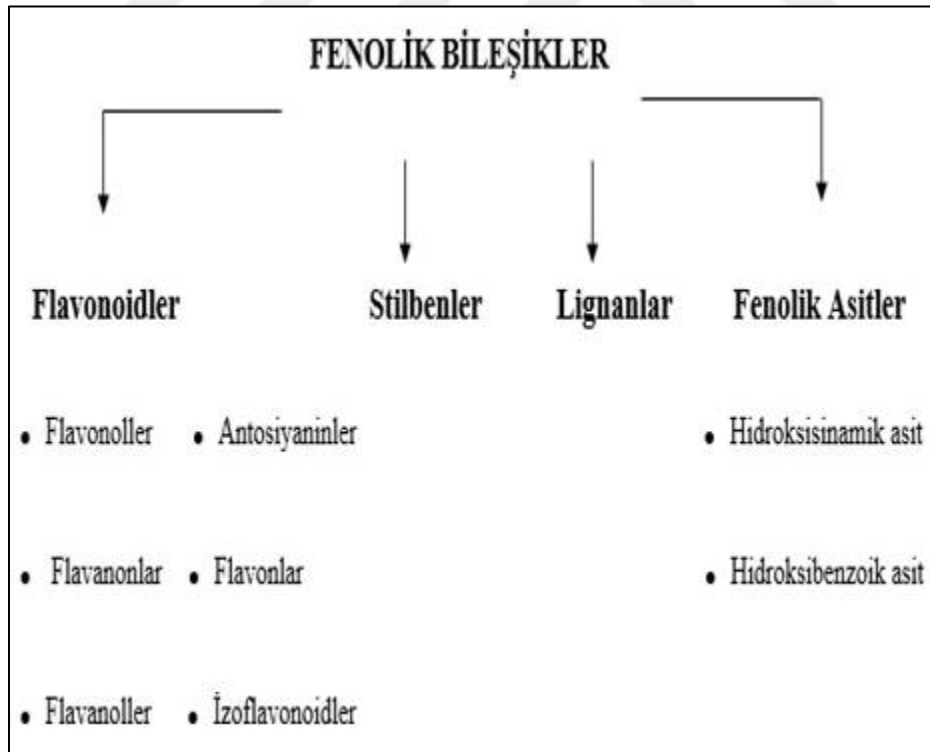 FENOLİK BİLEŞİKLER
Flavonoidler Stilbenler Lignanlar Fenolik Asitler
• Flavonoller • Antosiyaninler • Hidroksisinamik asit
• Flavanonlar • Flavonlar • Hidroksibenzoik asit
• Flavanoller • İzoflavonoidler